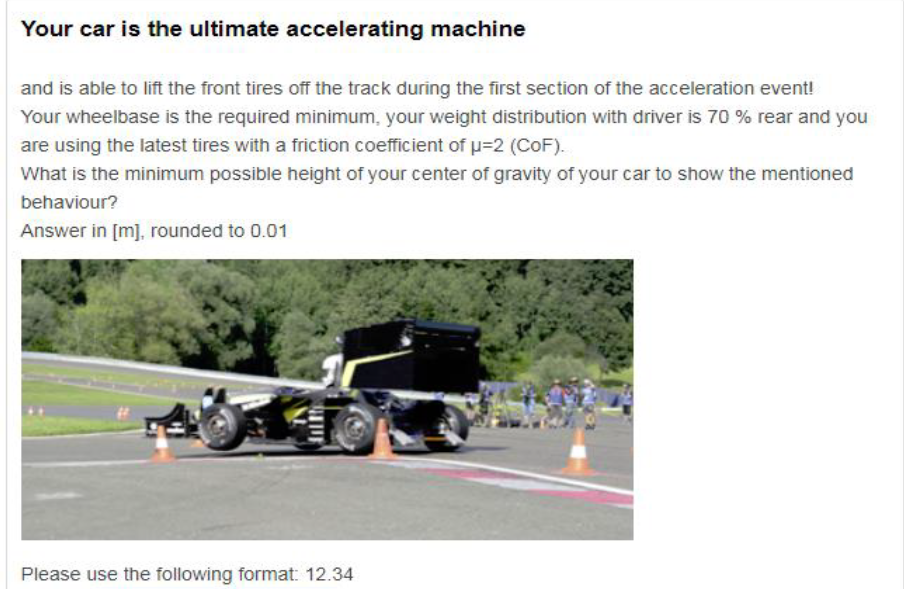 Your car is the ultimate accelerating machine
and is able to lift the front tires off the track during the first section of the acceleration event!
Your wheelbase is the required minimum, your weight distribution with driver is 70 % rear and you
are using the latest tires with a friction coefficient of μ=2 (CoF).
What is the minimum possible height of your center of gravity of your car to show the mentioned
behaviour?
Answer in [m], rounded to 0.01
Please use the following format: 12.34